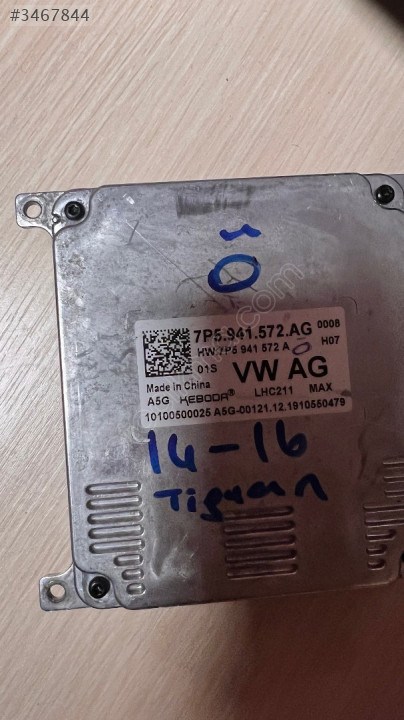 #3467844
Ö
7P5.941.572.AG 0008
HW:7P5 941 572 A H07
01S VW AG
Made in China
A5G KEBODA® LHC211 MAX
10100500025 A5G-00121.12.1910550479
14-16
Tiguan